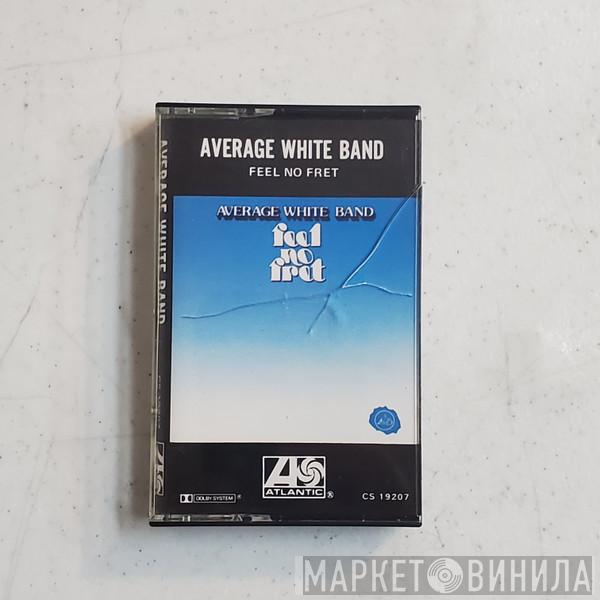 AVERAGE WHITE BAND
FEEL NO FRET
AVERAGE WHITE BAND
feel
no
fret
AVERAGE WHITE BAND
DOLBY SYSTEM ®
ATLANTIC ®
CS 19207
МАРКЕТ ВИНИЛА